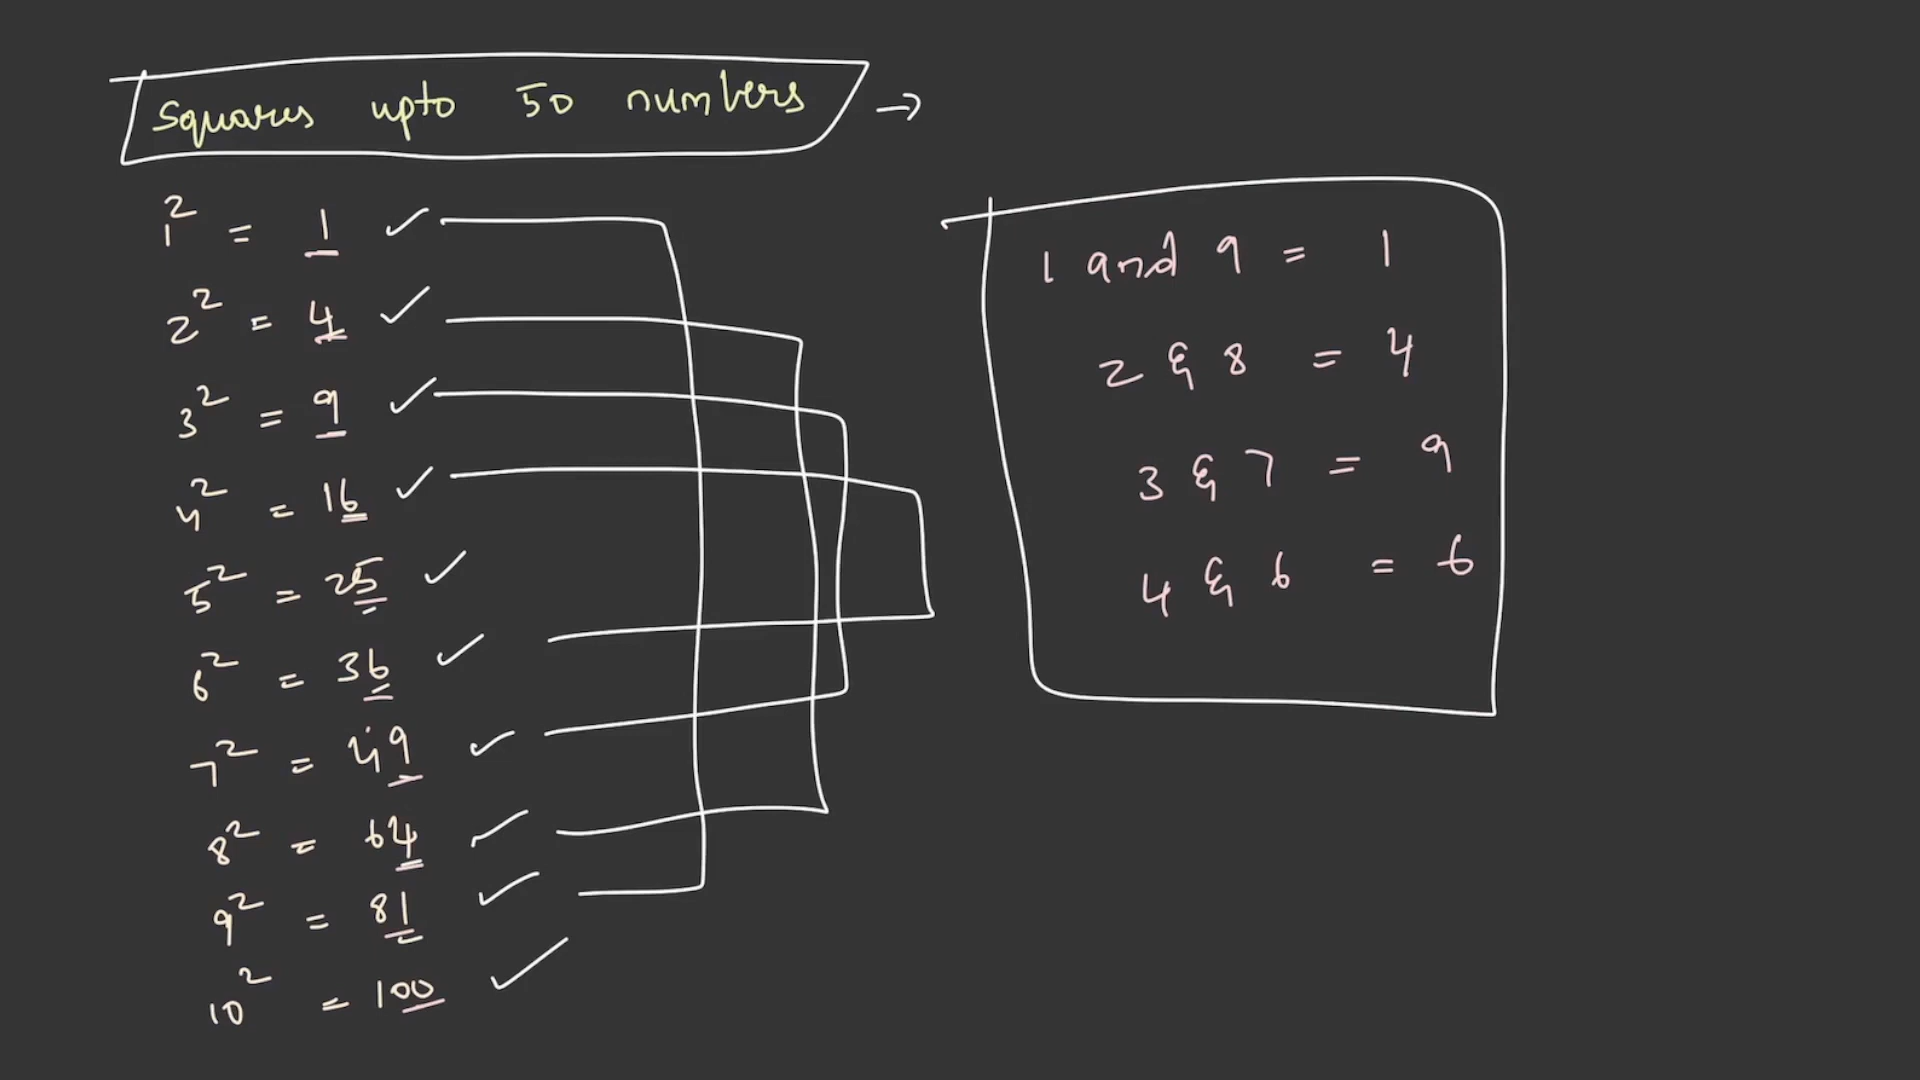 squares upto 50 numbers →
1² = 1 ✓
2² = 4 ✓
3² = 9 ✓
4² = 16 ✓
5² = 25 ✓
6² = 36 ✓
7² = 49 ✓
8² = 64 ✓
9² = 81 ✓
10² = 100 ✓
1 and 9 = 1
2 & 8 = 4
3 & 7 = 9
4 & 6 = 6